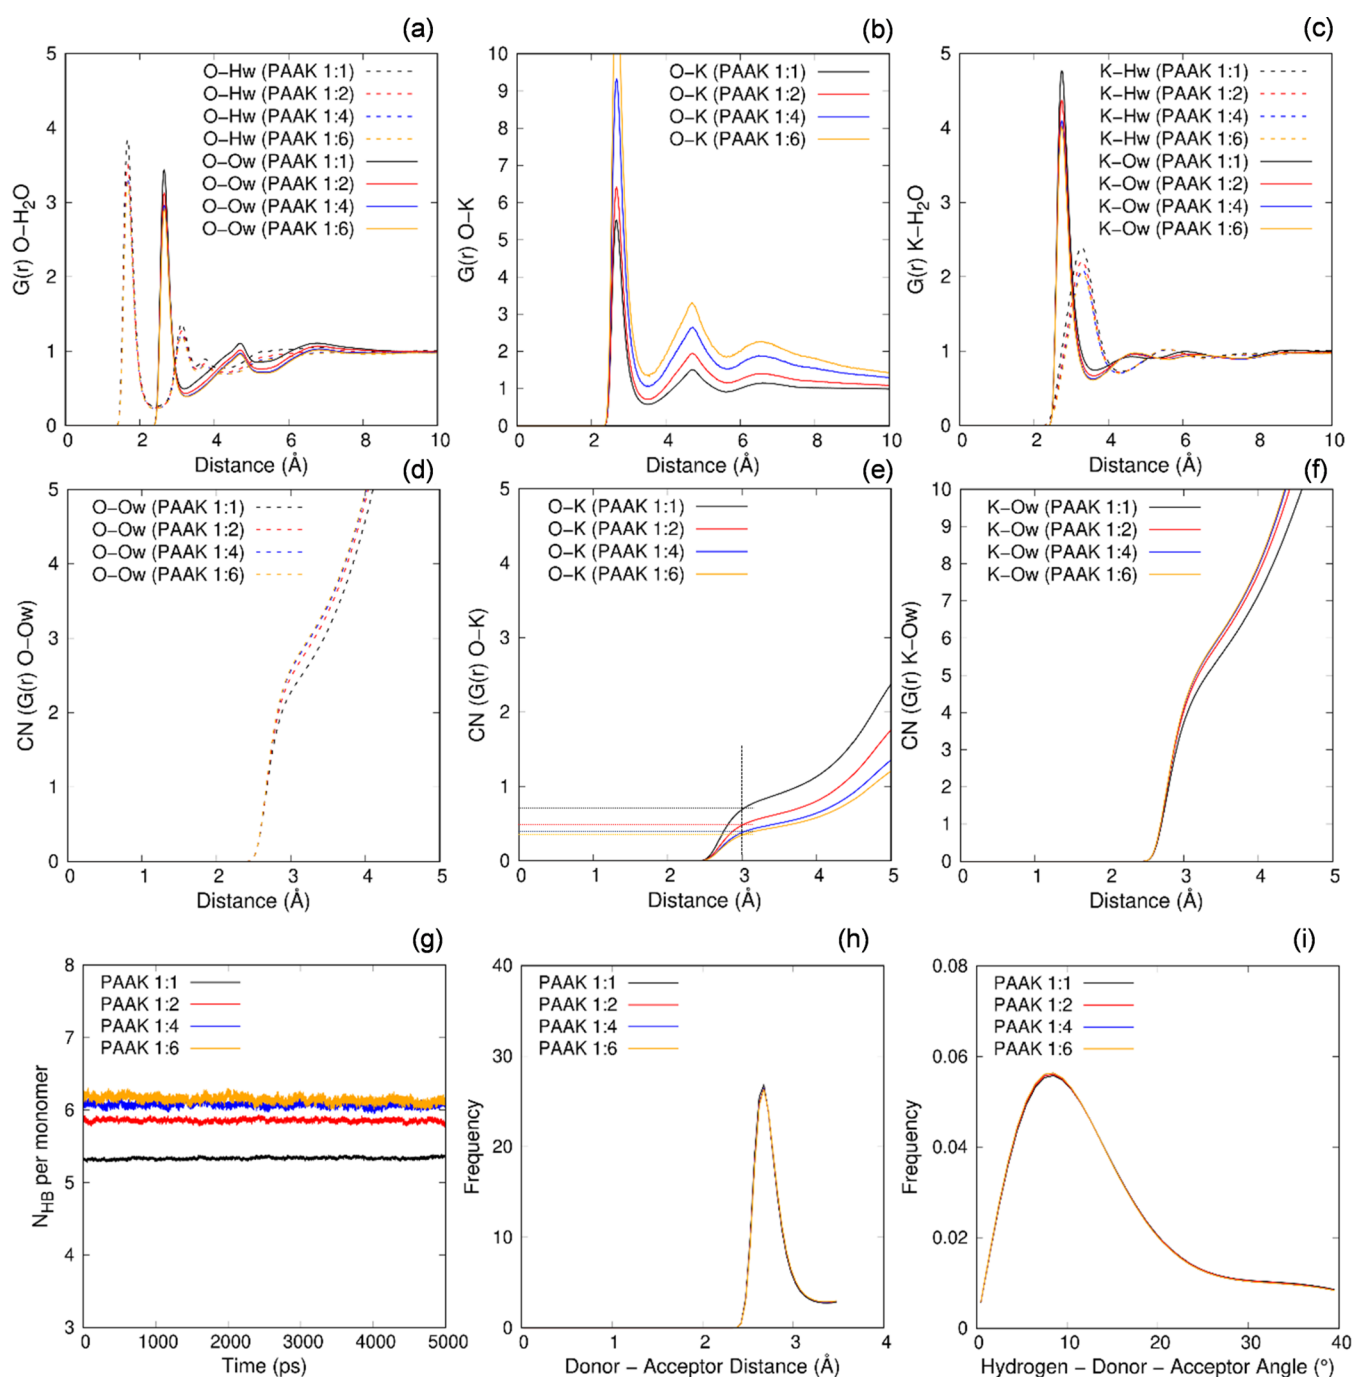 (a)
G(r) O–H2O
O–Hw (PAAK 1:1)
O–Hw (PAAK 1:2)
O–Hw (PAAK 1:4)
O–Hw (PAAK 1:6)
O–Ow (PAAK 1:1)
O–Ow (PAAK 1:2)
O–Ow (PAAK 1:4)
O–Ow (PAAK 1:6)
5
4
3
2
1
0
0 2 4 6 8 10
Distance (Å)
(b)
G(r) O–K
O–K (PAAK 1:1)
O–K (PAAK 1:2)
O–K (PAAK 1:4)
O–K (PAAK 1:6)
10
9
8
7
6
5
4
3
2
1
0
0 2 4 6 8 10
Distance (Å)
(c)
G(r) K–H2O
K–Hw (PAAK 1:1)
K–Hw (PAAK 1:2)
K–Hw (PAAK 1:4)
K–Hw (PAAK 1:6)
K–Ow (PAAK 1:1)
K–Ow (PAAK 1:2)
K–Ow (PAAK 1:4)
K–Ow (PAAK 1:6)
5
4
3
2
1
0
0 2 4 6 8 10
Distance (Å)
(d)
CN (G(r) O–Ow)
O–Ow (PAAK 1:1)
O–Ow (PAAK 1:2)
O–Ow (PAAK 1:4)
O–Ow (PAAK 1:6)
5
4
3
2
1
0
0 1 2 3 4 5
Distance (Å)
(e)
CN (G(r) O–K)
O–K (PAAK 1:1)
O–K (PAAK 1:2)
O–K (PAAK 1:4)
O–K (PAAK 1:6)
5
4
3
2
1
0
0 1 2 3 4 5
Distance (Å)
(f)
CN (G(r) K–Ow)
K–Ow (PAAK 1:1)
K–Ow (PAAK 1:2)
K–Ow (PAAK 1:4)
K–Ow (PAAK 1:6)
10
9
8
7
6
5
4
3
2
1
0
0 1 2 3 4 5
Distance (Å)
(g)
NHB per monomer
PAAK 1:1
PAAK 1:2
PAAK 1:4
PAAK 1:6
8
7
6
5
4
3
0 1000 2000 3000 4000 5000
Time (ps)
(h)
Frequency
PAAK 1:1
PAAK 1:2
PAAK 1:4
PAAK 1:6
40
30
20
10
0
0 1 2 3 4
Donor – Acceptor Distance (Å)
(i)
Frequency
PAAK 1:1
PAAK 1:2
PAAK 1:4
PAAK 1:6
0.08
0.06
0.04
0.02
0
0 10 20 30 40
Hydrogen – Donor – Acceptor Angle (°)